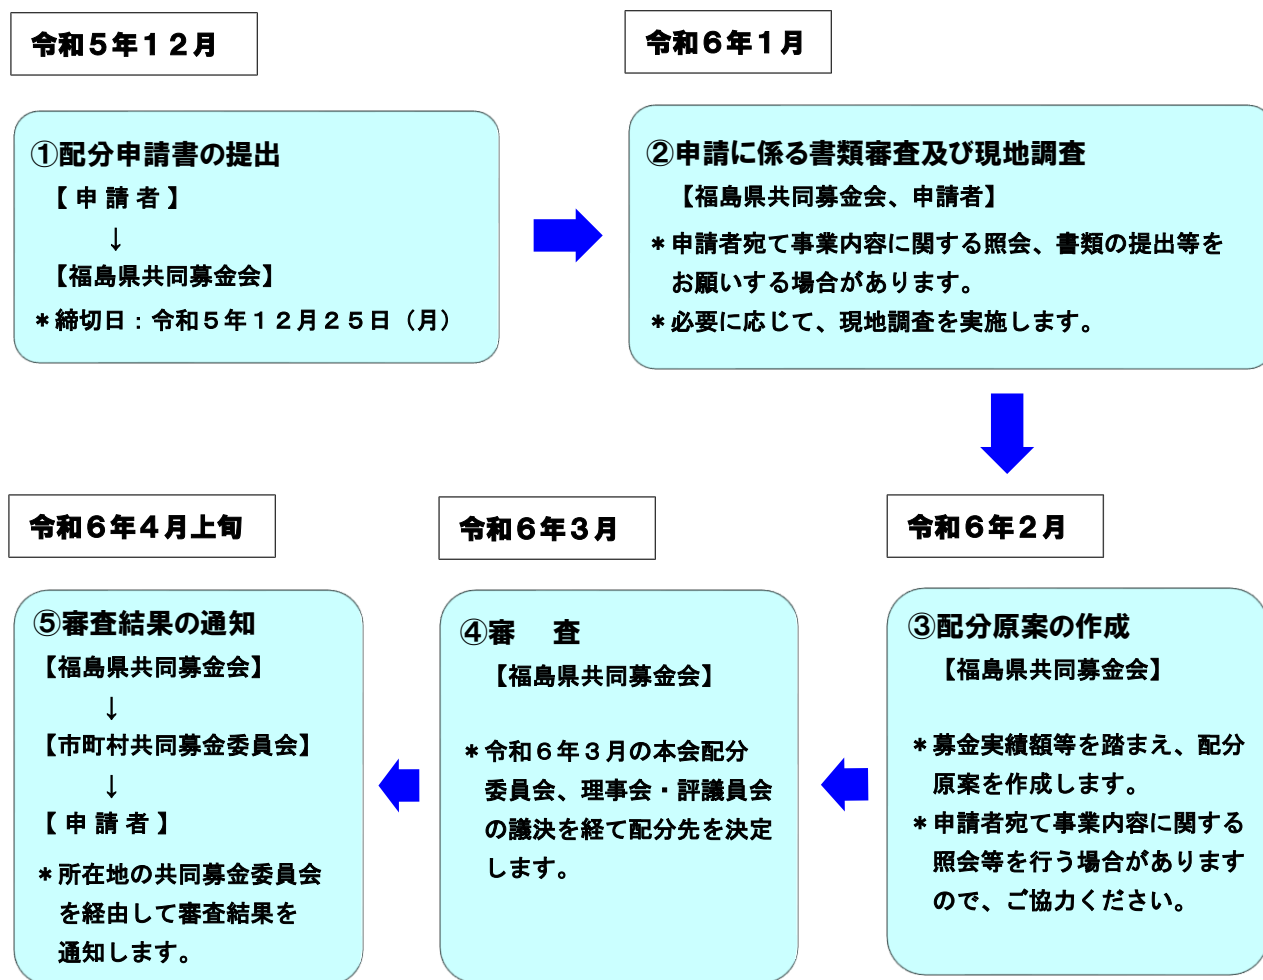 令和５年１２月
①配分申請書の提出
【 申 請 者 】
↓
【福島県共同募金会】
＊締切日：令和５年１２月２５日（月）
令和６年１月
②申請に係る書類審査及び現地調査
【福島県共同募金会、申請者】
＊申請者宛て事業内容に関する照会、書類の提出等を
お願いする場合があります。
＊必要に応じて、現地調査を実施します。
令和６年２月
③配分原案の作成
【福島県共同募金会】
＊募金実績額等を踏まえ、配分
原案を作成します。
＊申請者宛て事業内容に関する
照会等を行う場合があります
ので、ご協力ください。
令和６年３月
④審　査
【福島県共同募金会】
＊令和６年３月の本会配分
委員会、理事会・評議員会
の議決を経て配分先を決定
します。
令和６年４月上旬
⑤審査結果の通知
【福島県共同募金会】
↓
【市町村共同募金委員会】
↓
【 申 請 者 】
＊所在地の共同募金委員会
を経由して審査結果を
通知します。